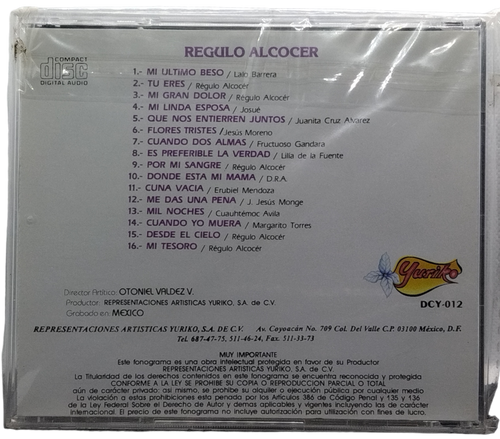 REGULO ALCOCER
COMPACT
disc
DIGITAL AUDIO
1.- MI ULTIMO BESO / Lalo Barrera
2.- TU ERES / Régulo Alcocer
3.- MI GRAN DOLOR / Regulo Alcocér
4.- MI LINDA ESPOSA / Josué
5.- QUE NOS ENTIERREN JUNTOS / Juanita Cruz Alvarez
6.- FLORES TRISTES / Jesús Moreno
7.- CUANDO DOS ALMAS / Fructuoso Gandara
8.- ES PREFERIBLE LA VERDAD / Lilia de la Fuente
9.- POR MI SANGRE / Régulo Alcocér
10.- DONDE ESTA MI MAMA / D.R.A.
11.- CUNA VACIA / Erubiel Mendoza
12.- ME DAS UNA PENA / J. Jesús Monge
13.- MIL NOCHES / Cuauhtémoc Avila
14.- CUANDO YO MUERA / Margarito Torres
15.- DESDE EL CIELO / Régulo Alcocér
16.- MI TESORO / Régulo Alcocér
Yuriko
DCY-012
Director Artítico: OTONIEL VALDEZ V.
Productor: REPRESENTACIONES ARTISTICAS YURIKO, S.A. de C.V.
Grabado en: MEXICO
REPRESENTACIONES ARTISTICAS YURIKO, S.A. DE C.V. Av. Coyoacán No. 709 Col. Del Valle C.P. 03100 México, D.F.
Tel. 687-47-75, 511-46-24, Fax. 511-33-73
MUY IMPORTANTE
Este fonograma es una obra intelectual protegida en favor de su Productor
REPRESENTACIONES ARTISTICAS YURIKO, S.A. de C.V.
La Titularidad de los derechos contenidos en este fonograma se encuentra reconocida y protegida
CONFORME A LA LEY SE PROHIBE SU COPIA O REPRODUCCION PARCIAL O TOTAL
aún de carácter privado: así mismo, se prohibe su alquiler o ejecución pública por cualquier medio
La violación a estas prohibiciones esta penada por los Artículos 386 de Código Penal y 135 y 136
de la Ley Federal Sobre el Derecho de Autor y demas aplicables y vigentes incluyendo los de carácter
internacional. El precio de este fonograma no incluye autorización para utilización con fines de lucro.